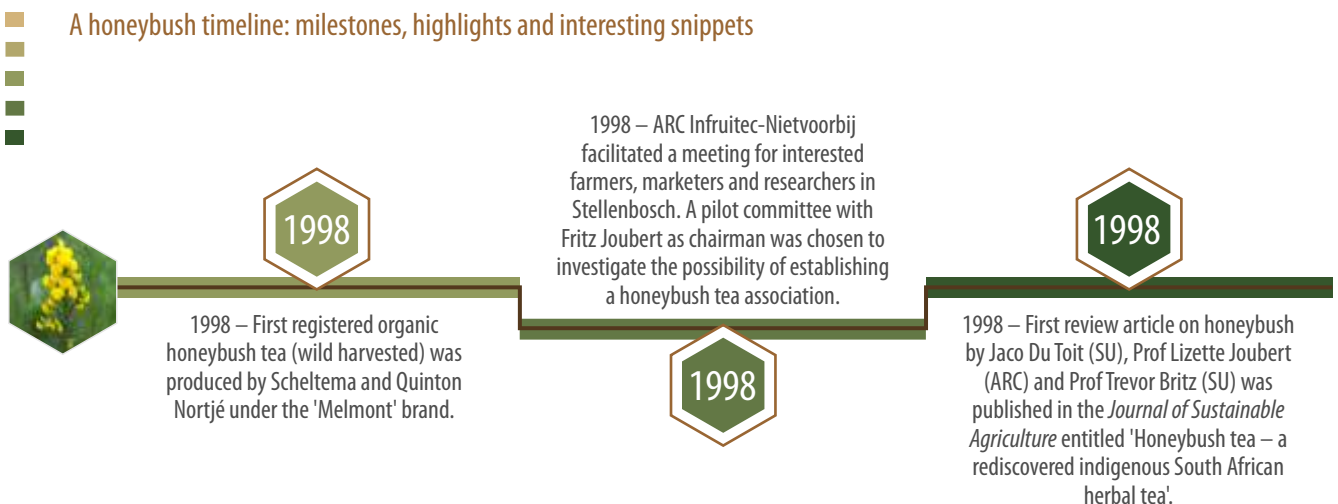 A honeybush timeline: milestones, highlights and interesting snippets
1998
1998 – First registered organic
honeybush tea (wild harvested) was
produced by Scheltema and Quinton
Nortjé under the 'Melmont' brand.
1998 – ARC Infruitec-Nietvoorbij
facilitated a meeting for interested
farmers, marketers and researchers in
Stellenbosch. A pilot committee with
Fritz Joubert as chairman was chosen to
investigate the possibility of establishing
a honeybush tea association.
1998
1998
1998 – First review article on honeybush
by Jaco Du Toit (SU), Prof Lizette Joubert
(ARC) and Prof Trevor Britz (SU) was
published in the Journal of Sustainable
Agriculture entitled 'Honeybush tea – a
rediscovered indigenous South African
herbal tea'.